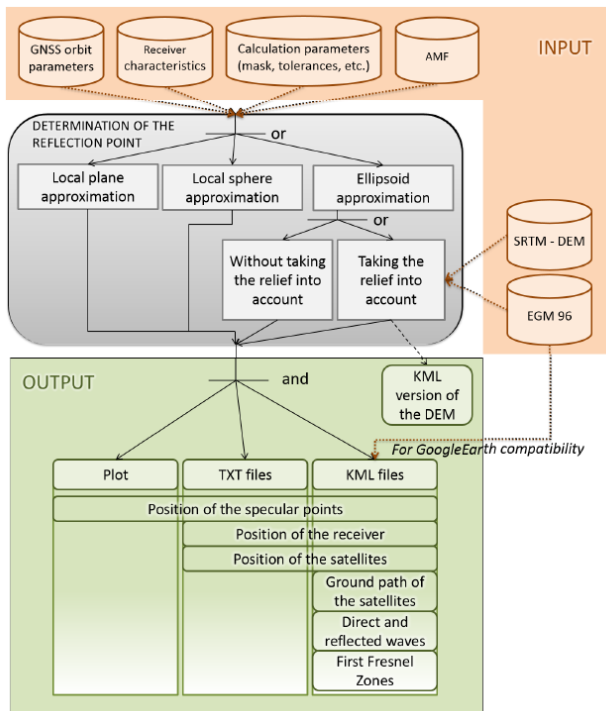 GNSS orbit
parameters
Receiver
characteristics
Calculation parameters
(mask, tolerances, etc.)
AMF
INPUT
DETERMINATION OF THE
REFLECTION POINT
or
Local plane
approximation
Local sphere
approximation
Ellipsoid
approximation
or
Without taking
the relief into
account
Taking the
relief into
account
SRTM - DEM
EGM 96
OUTPUT
and
KML
version of
the DEM
For GoogleEarth compatibility
Plot
TXT files
KML files
Position of the specular points
Position of the receiver
Position of the satellites
Ground path of
the satellites
Direct and
reflected waves
First Fresnel
Zones